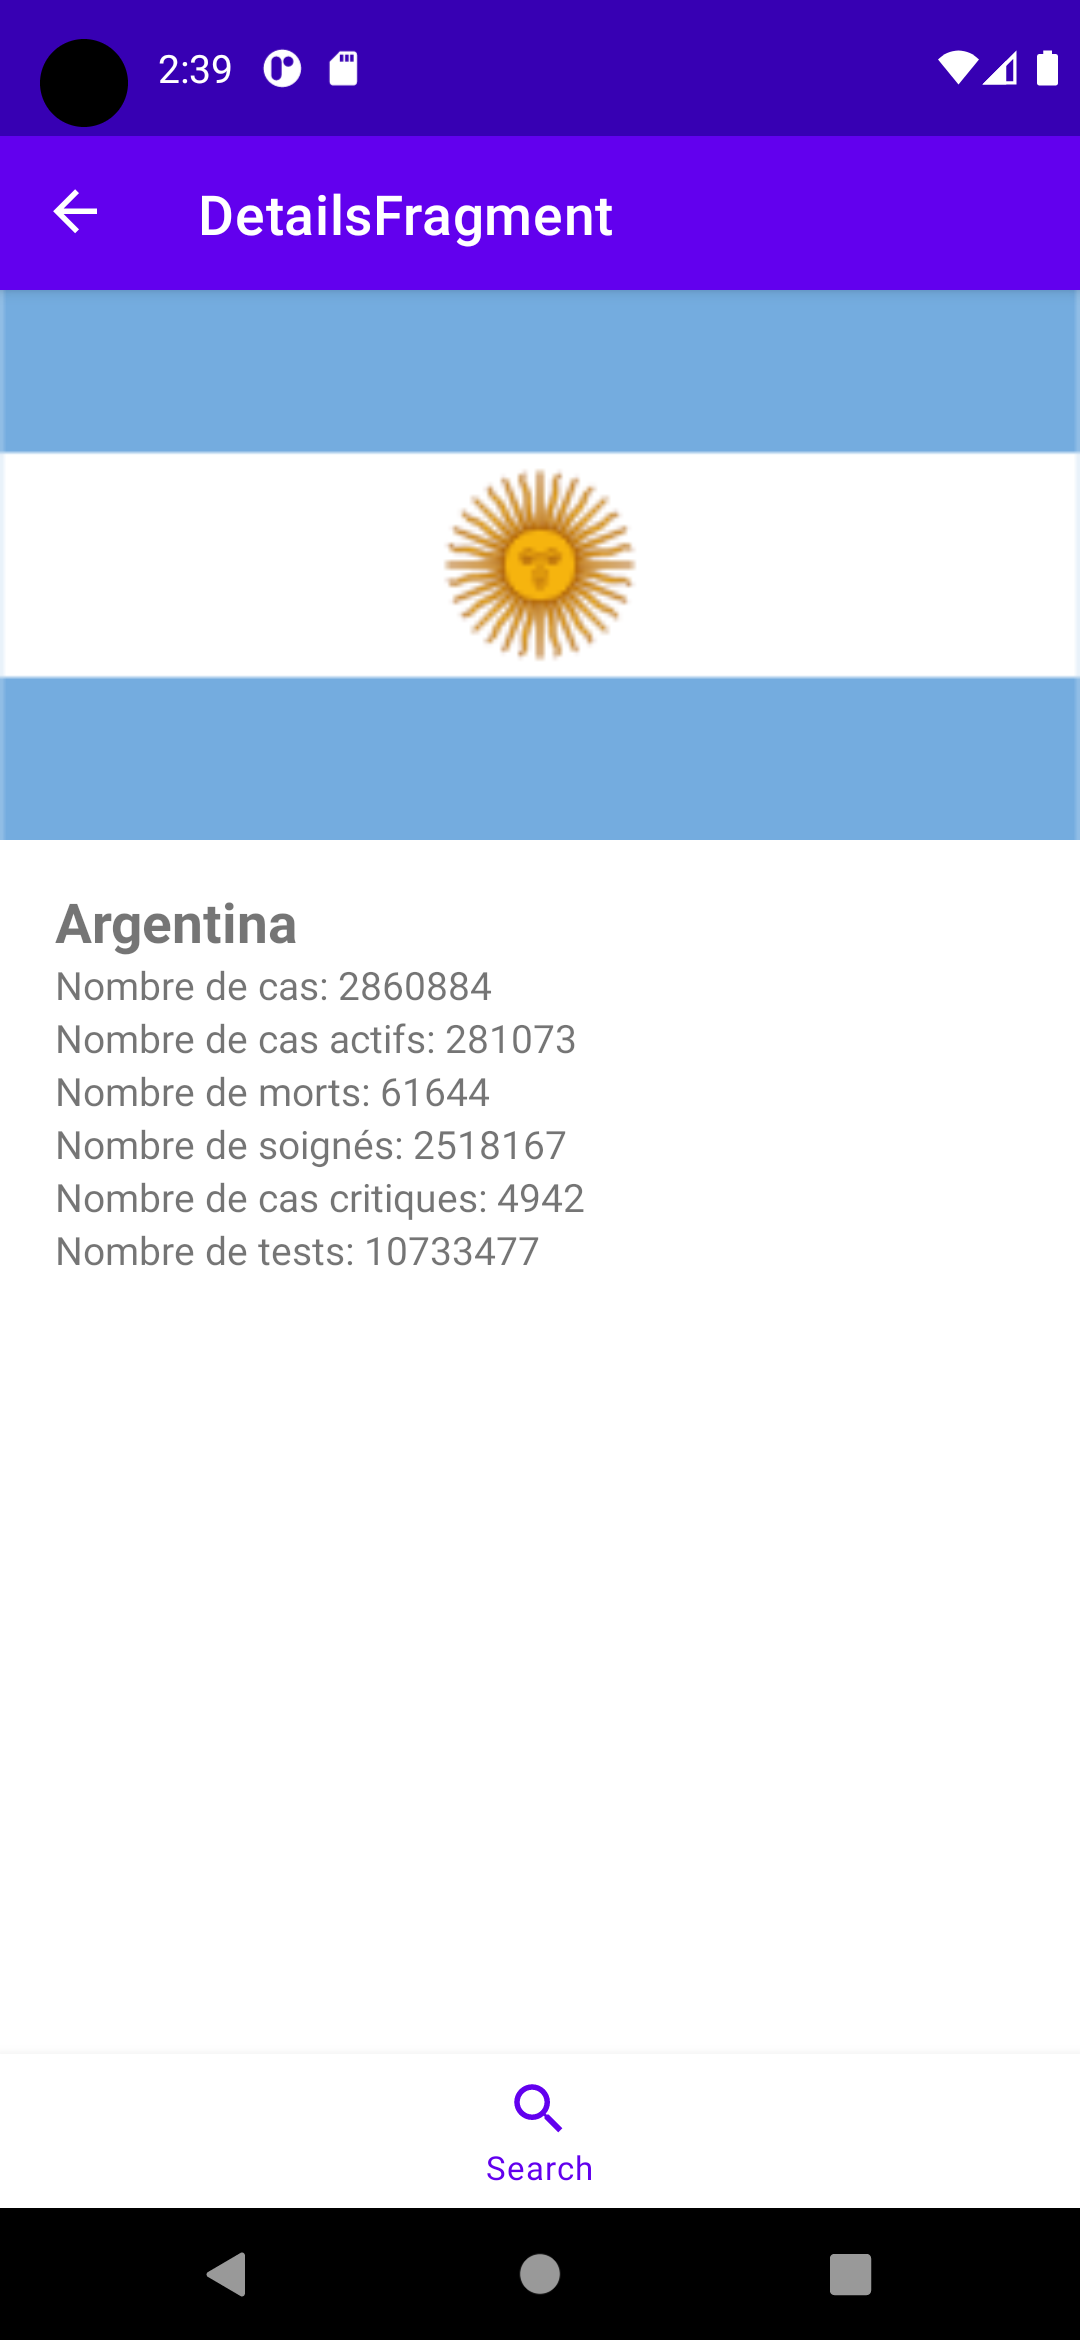 2:39
DetailsFragment
Argentina
Nombre de cas: 2860884
Nombre de cas actifs: 281073
Nombre de morts: 61644
Nombre de soignés: 2518167
Nombre de cas critiques: 4942
Nombre de tests: 10733477
Search